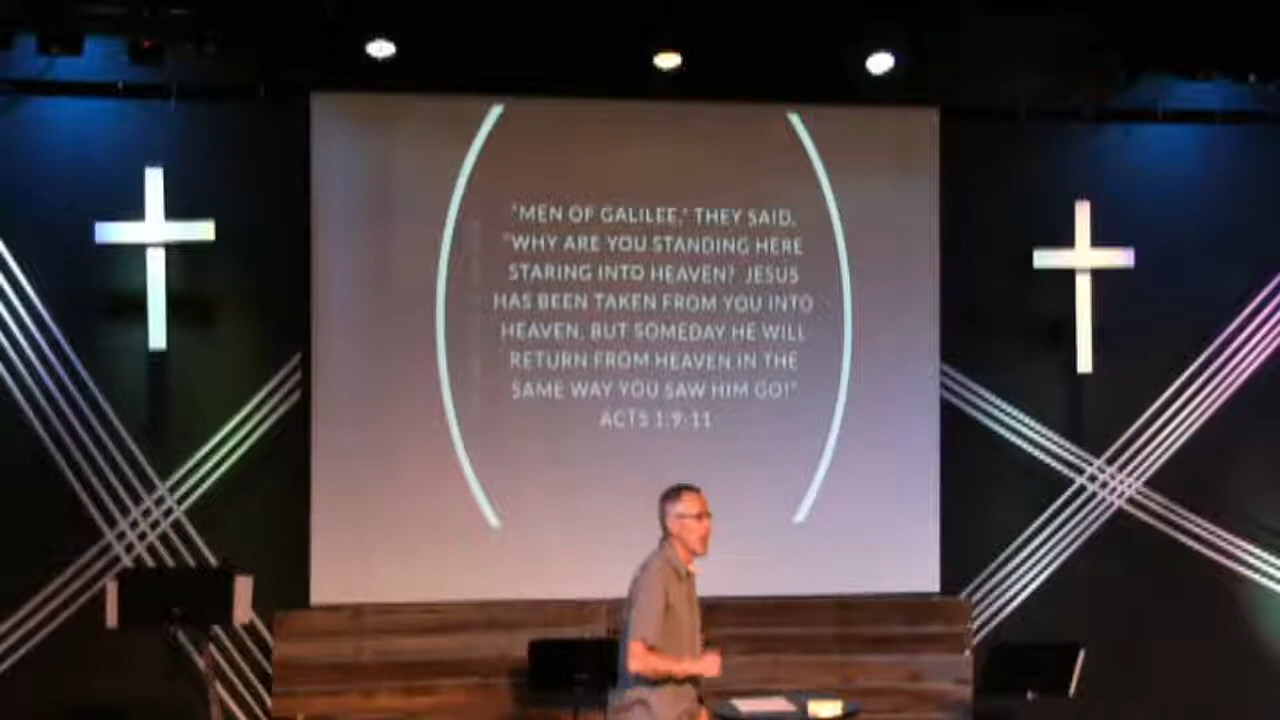 "MEN OF GALILEE," THEY SAID,
"WHY ARE YOU STANDING HERE
STARING INTO HEAVEN? JESUS
HAS BEEN TAKEN FROM YOU INTO
HEAVEN, BUT SOMEDAY HE WILL
RETURN FROM HEAVEN IN THE
SAME WAY YOU SAW HIM GO!"
ACTS 1:9-11